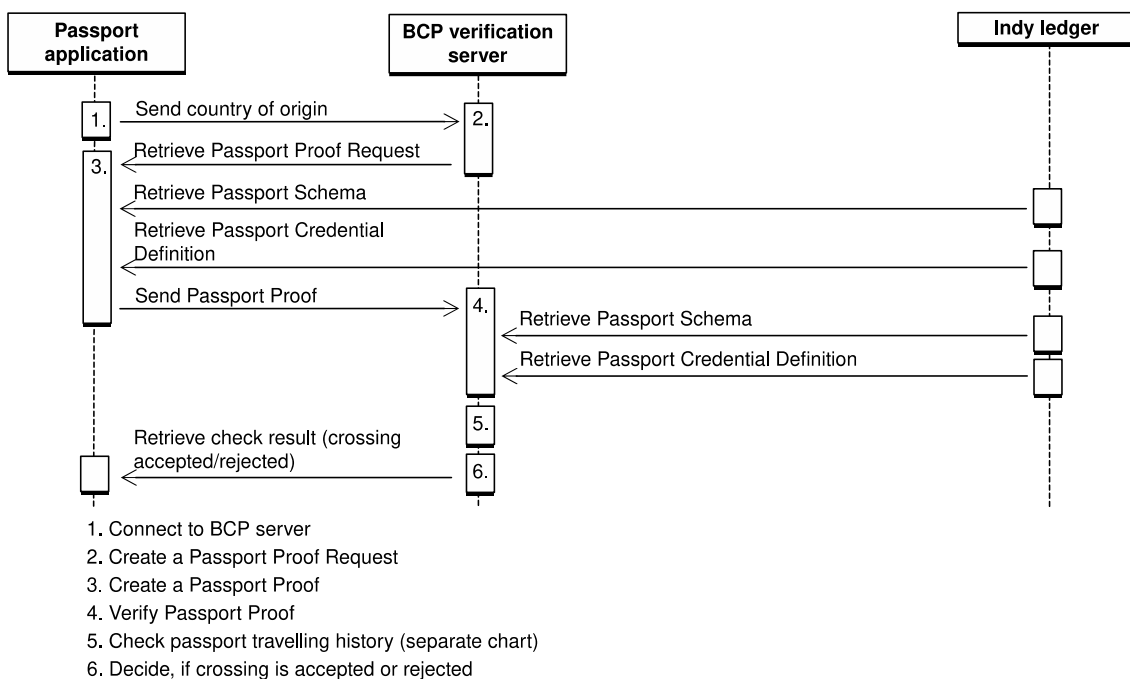 Passport
application
BCP verification
server
Indy ledger
1.
Send country of origin
2.
Retrieve Passport Proof Request
3.
Retrieve Passport Schema
Retrieve Passport Credential
Definition
Send Passport Proof
4.
Retrieve Passport Schema
Retrieve Passport Credential Definition
5.
Retrieve check result (crossing
accepted/rejected)
6.
1. Connect to BCP server
2. Create a Passport Proof Request
3. Create a Passport Proof
4. Verify Passport Proof
5. Check passport travelling history (separate chart)
6. Decide, if crossing is accepted or rejected